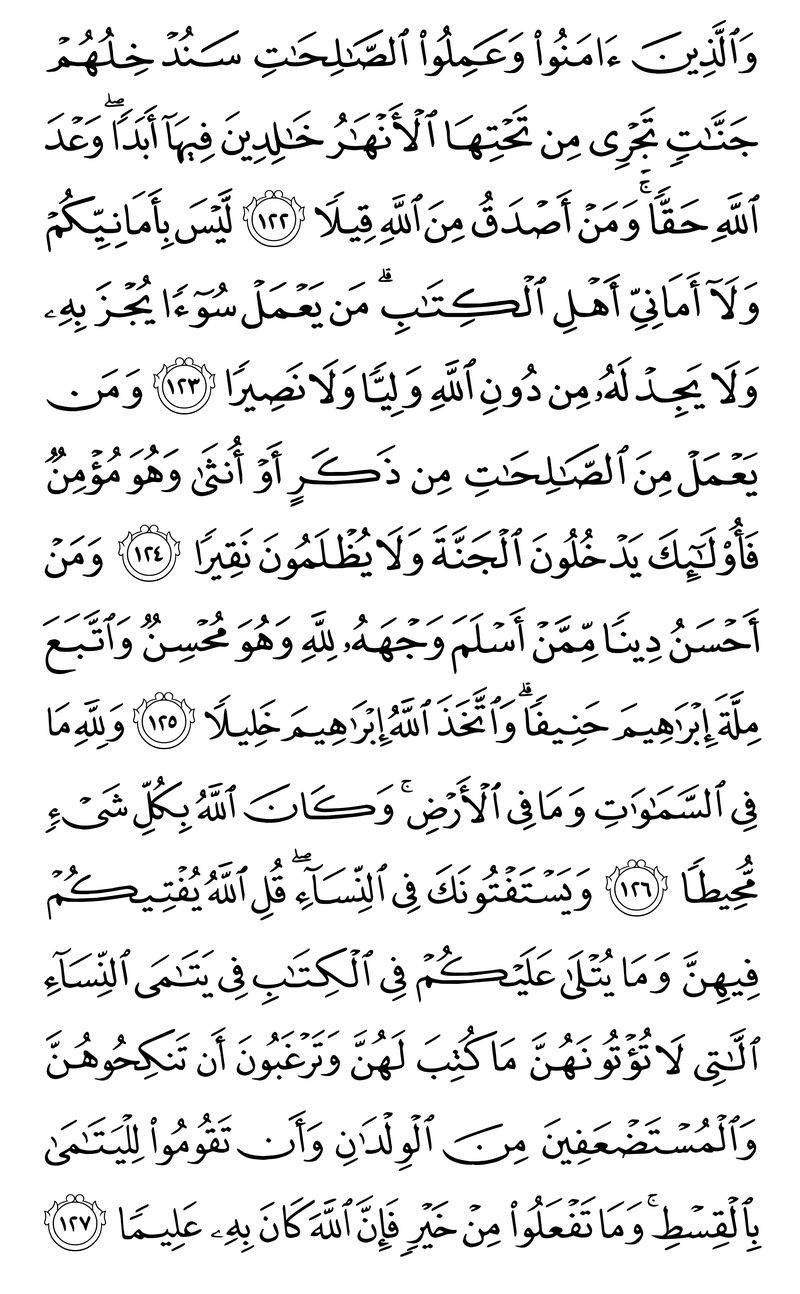 وَٱلَّذِينَ ءَامَنُوا۟ وَعَمِلُوا۟ ٱلصَّـٰلِحَـٰتِ سَنُدْخِلُهُمْ
جَنَّـٰتٍ تَجْرِى مِن تَحْتِهَا ٱلْأَنْهَـٰرُ خَـٰلِدِينَ فِيهَآ أَبَدًا ۖ وَعْدَ
ٱللَّهِ حَقًّا ۚ وَمَنْ أَصْدَقُ مِنَ ٱللَّهِ قِيلًا ١٢٢ لَّيْسَ بِأَمَانِيِّكُمْ
وَلَآ أَمَانِىِّ أَهْلِ ٱلْكِتَـٰبِ ۗ مَن يَعْمَلْ سُوٓءًا يُجْزَ بِهِۦ
وَلَا يَجِدْ لَهُۥ مِن دُونِ ٱللَّهِ وَلِيًّا وَلَا نَصِيرًا ١٢٣ وَمَن
يَعْمَلْ مِنَ ٱلصَّـٰلِحَـٰتِ مِن ذَكَرٍ أَوْ أُنثَىٰ وَهُوَ مُؤْمِنٌ
فَأُو۟لَـٰٓئِكَ يَدْخُلُونَ ٱلْجَنَّةَ وَلَا يُظْلَمُونَ نَقِيرًا ١٢٤ وَمَنْ
أَحْسَنُ دِينًا مِّمَّنْ أَسْلَمَ وَجْهَهُۥ لِلَّهِ وَهُوَ مُحْسِنٌ وَٱتَّبَعَ
مِلَّةَ إِبْرَٰهِيمَ حَنِيفًا ۗ وَٱتَّخَذَ ٱللَّهُ إِبْرَٰهِيمَ خَلِيلًا ١٢٥ وَلِلَّهِ مَا
فِى ٱلسَّمَـٰوَٰتِ وَمَا فِى ٱلْأَرْضِ ۚ وَكَانَ ٱللَّهُ بِكُلِّ شَىْءٍ
مُّحِيطًا ١٢٦ وَيَسْتَفْتُونَكَ فِى ٱلنِّسَآءِ ۖ قُلِ ٱللَّهُ يُفْتِيكُمْ
فِيهِنَّ وَمَا يُتْلَىٰ عَلَيْكُمْ فِى ٱلْكِتَـٰبِ فِى يَتَـٰمَى ٱلنِّسَآءِ
ٱلَّـٰتِى لَا تُؤْتُونَهُنَّ مَا كُتِبَ لَهُنَّ وَتَرْغَبُونَ أَن تَنكِحُوهُنَّ
وَٱلْمُسْتَضْعَفِينَ مِنَ ٱلْوِلْدَٰنِ وَأَن تَقُومُوا۟ لِلْيَتَـٰمَىٰ
بِٱلْقِسْطِ ۚ وَمَا تَفْعَلُوا۟ مِنْ خَيْرٍ فَإِنَّ ٱللَّهَ كَانَ بِهِۦ عَلِيمًا ١٢٧